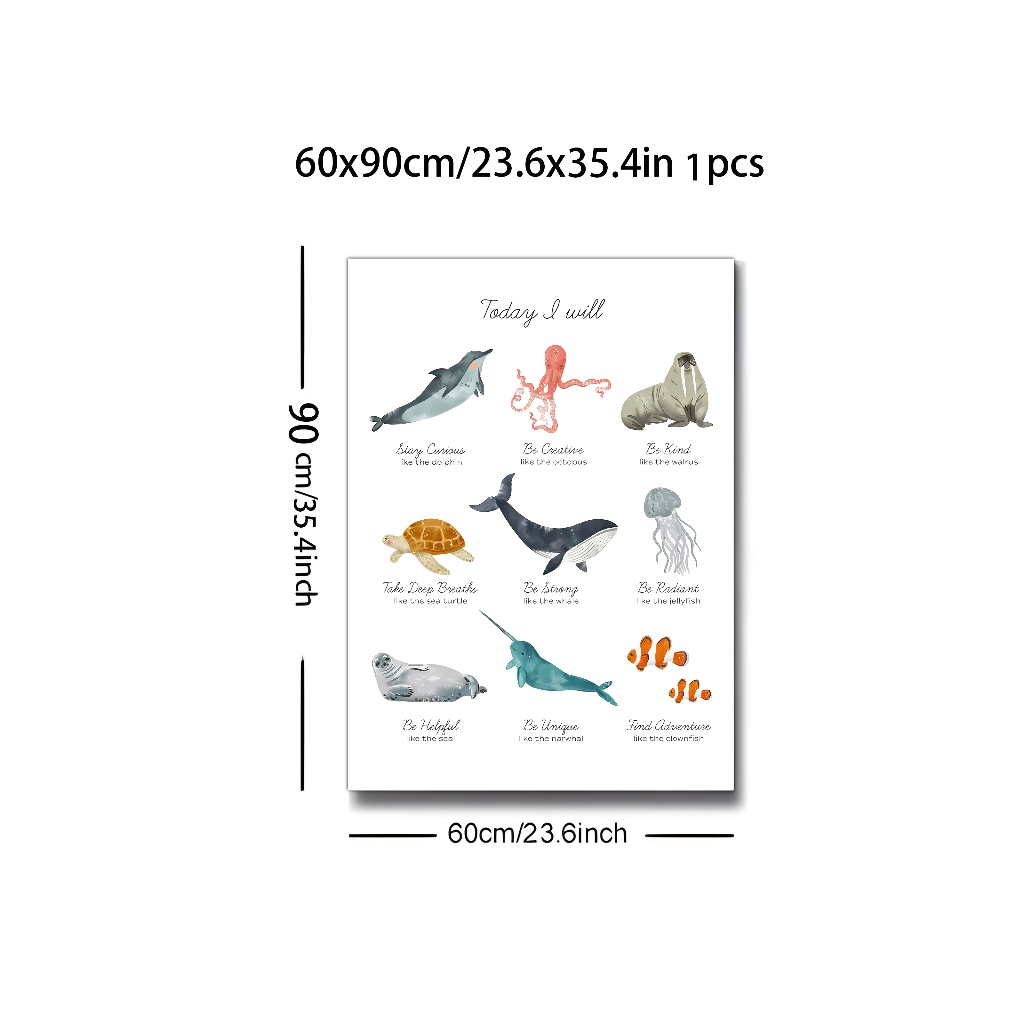 60x90cm/23.6x35.4in 1pcs
90 cm/35.4inch
Today I will
Stay Curious
like the dolphin
Be Creative
like the octopus
Be Kind
like the walrus
Take Deep Breaths
like the sea turtle
Be Strong
like the whale
Be Radiant
like the jellyfish
Be Helpful
like the seal
Be Unique
like the narwhal
Find Adventure
like the clownfish
60cm/23.6inch